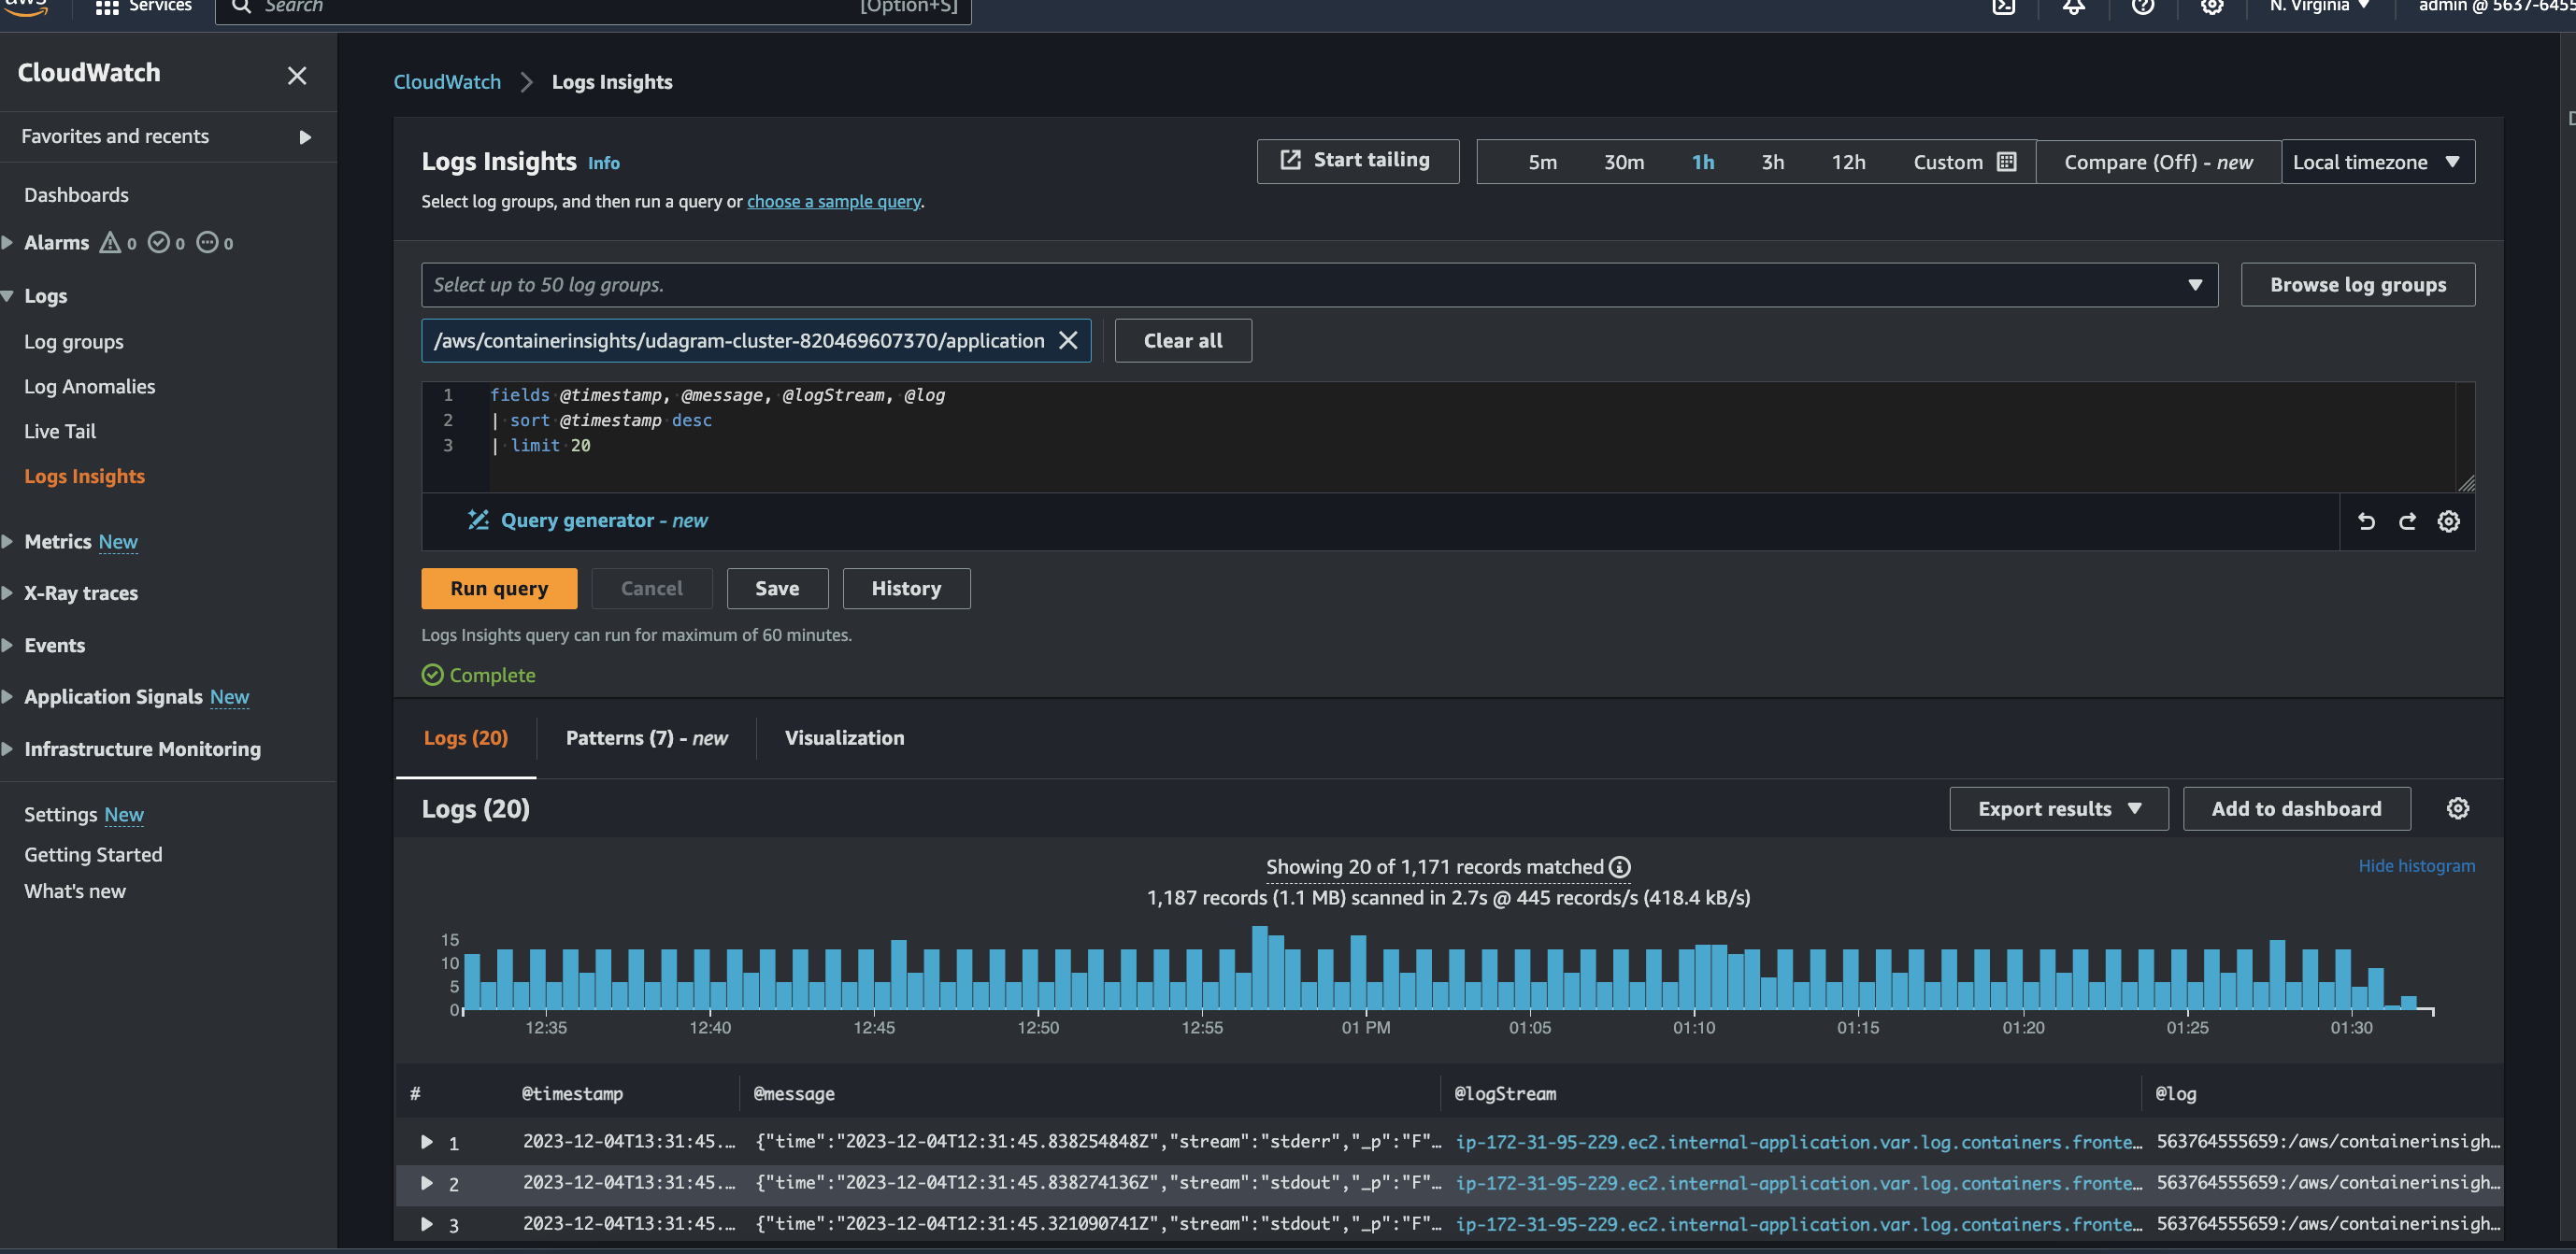 aws
Services
Search
[Option+S]
N. Virginia
admin @ 5637-6455
CloudWatch
Favorites and recents
Dashboards
Alarms 0 0 0
Logs
Log groups
Log Anomalies
Live Tail
Logs Insights
Metrics New
X-Ray traces
Events
Application Signals New
Infrastructure Monitoring
Settings New
Getting Started
What's new
CloudWatch
Logs Insights
Logs Insights Info
Select log groups, and then run a query or choose a sample query.
Start tailing
5m 30m 1h 3h 12h Custom
Compare (Off) - new
Local timezone
Select up to 50 log groups.
Browse log groups
/aws/containerinsights/udagram-cluster-820469607370/application
Clear all
1 fields @timestamp, @message, @logStream, @log
2 | sort @timestamp desc
3 | limit 20
Query generator - new
Run query
Cancel
Save
History
Logs Insights query can run for maximum of 60 minutes.
Complete
Logs (20)
Patterns (7) - new
Visualization
Logs (20)
Export results
Add to dashboard
Showing 20 of 1,171 records matched
Hide histogram
1,187 records (1.1 MB) scanned in 2.7s @ 445 records/s (418.4 kB/s)
15
10
5
0
12:35 12:40 12:45 12:50 12:55 01 PM 01:05 01:10 01:15 01:20 01:25 01:30
# @timestamp @message @logStream @log
1 2023-12-04T13:31:45.… {"time":"2023-12-04T12:31:45.838254848Z","stream":"stderr","_p":"F"… ip-172-31-95-229.ec2.internal-application.var.log.containers.fronte… 563764555659:/aws/containerinsigh…
2 2023-12-04T13:31:45.… {"time":"2023-12-04T12:31:45.838274136Z","stream":"stdout","_p":"F"… ip-172-31-95-229.ec2.internal-application.var.log.containers.fronte… 563764555659:/aws/containerinsigh…
3 2023-12-04T13:31:45.… {"time":"2023-12-04T12:31:45.321090741Z","stream":"stdout","_p":"F"… ip-172-31-95-229.ec2.internal-application.var.log.containers.fronte… 563764555659:/aws/containerinsigh…